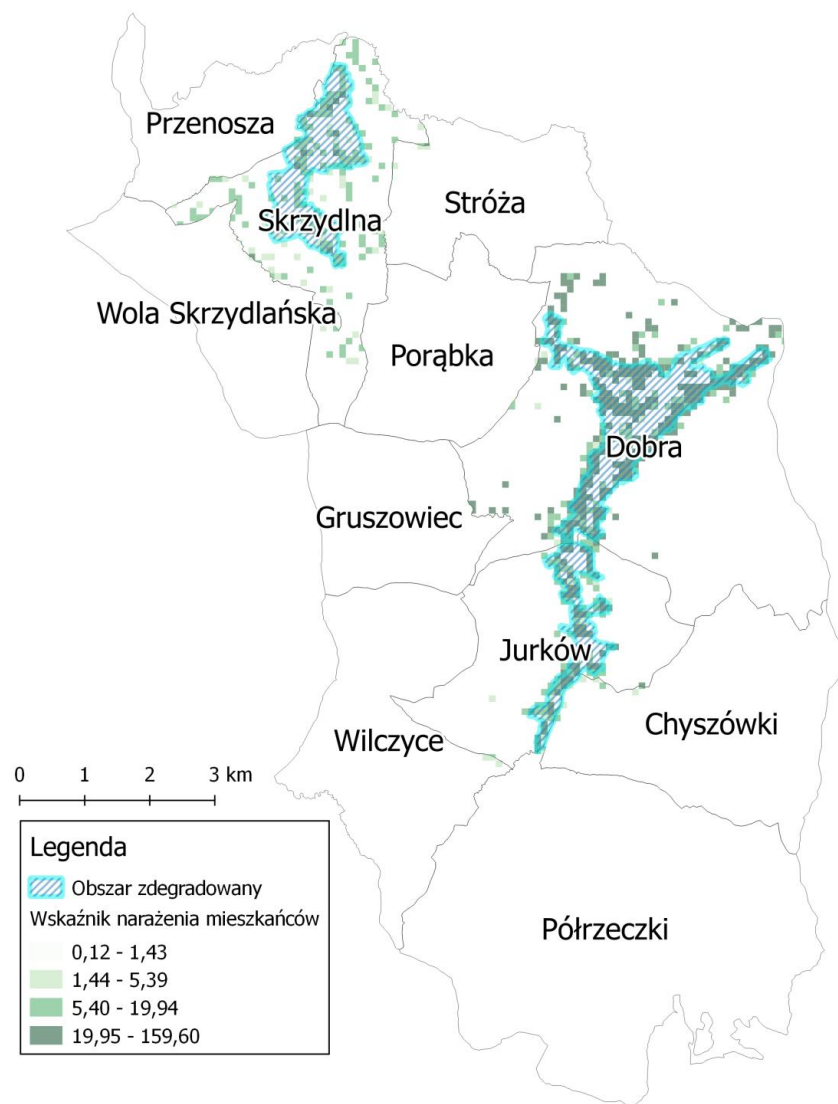 Przenosza
Stróża
Skrzydlna
Wola Skrzydlańska
Porąbka
Dobra
Gruszowiec
Jurków
Chyszówki
Wilczyce
0 1 2 3 km
Legenda
Obszar zdegradowany
Wskaźnik narażenia mieszkańców
0,12 - 1,43
1,44 - 5,39
5,40 - 19,94
19,95 - 159,60
Półrzeczki